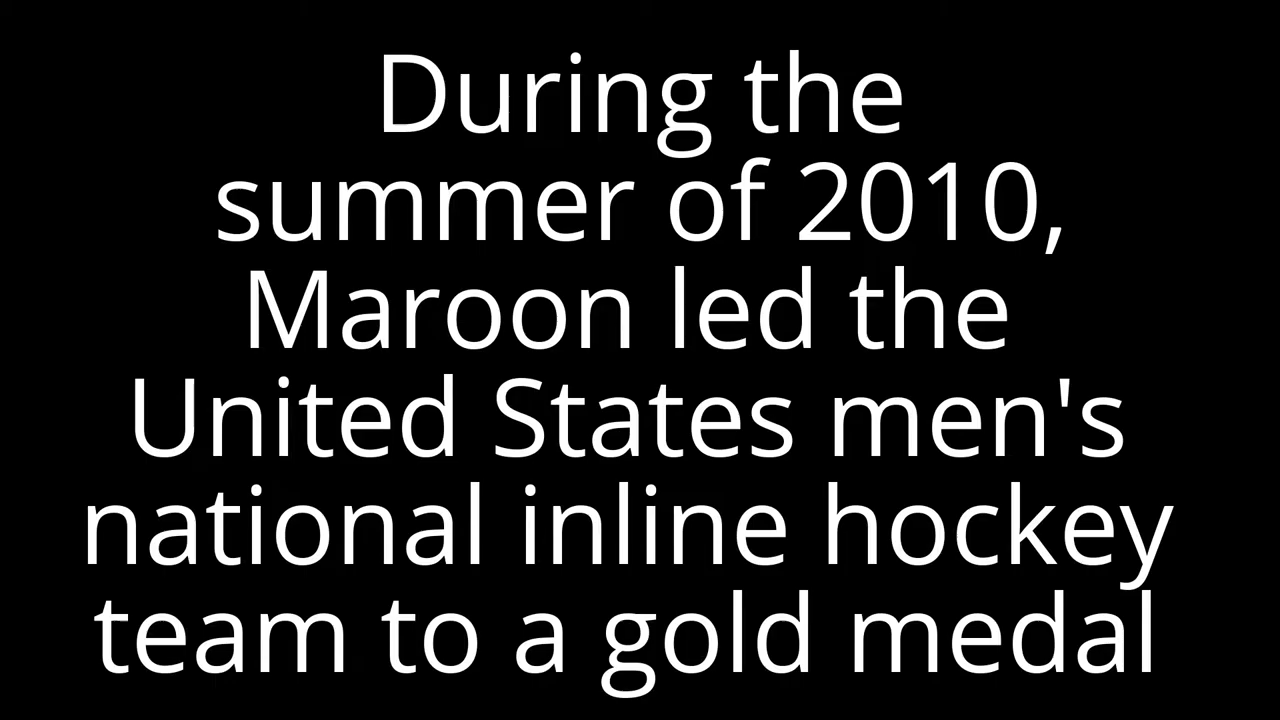 During the
summer of 2010,
Maroon led the
United States men's
national inline hockey
team to a gold medal